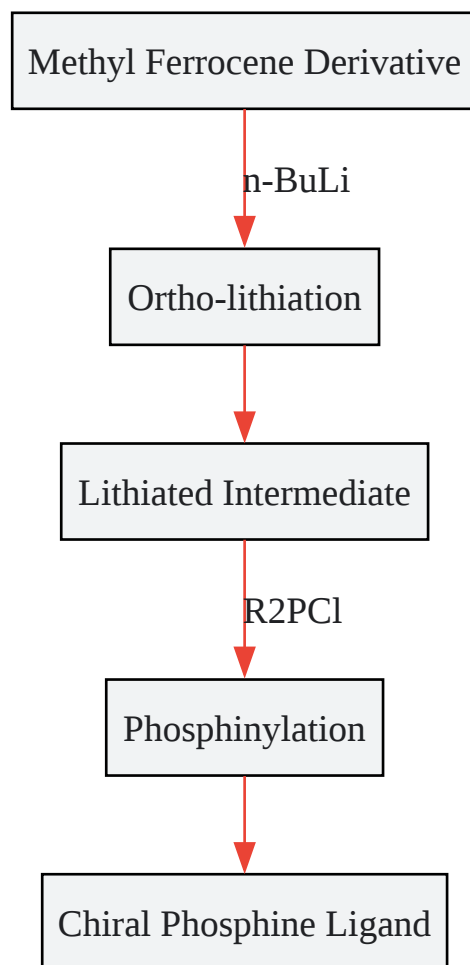 Methyl Ferrocene Derivative
n-BuLi
Ortho-lithiation
Lithiated Intermediate
R2PCl
Phosphinylation
Chiral Phosphine Ligand